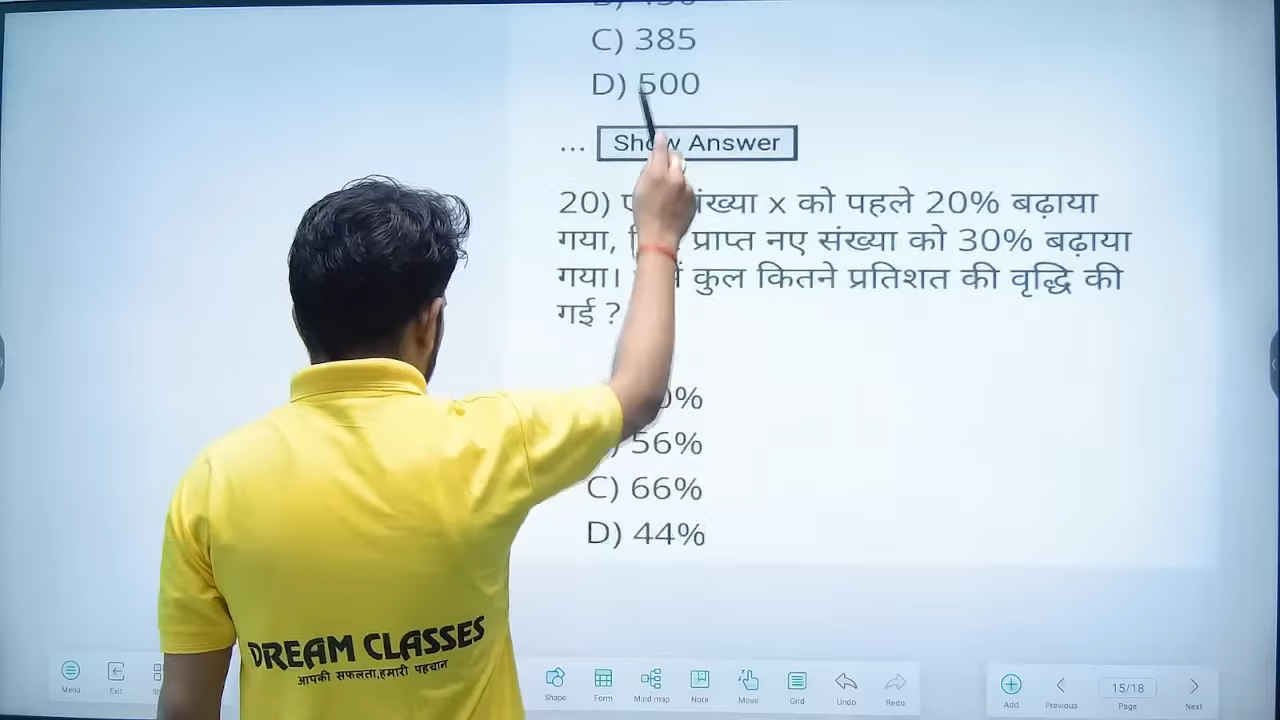 C) 385
D) 500
... Show Answer
20) संख्या x को पहले 20% बढ़ाया
गया, प्राप्त नए संख्या को 30% बढ़ाया
गया। कुल कितने प्रतिशत की वृद्धि की
गई ?
56%
C) 66%
D) 44%
DREAM CLASSES
आपकी सफलता,हमारी पहचान
Menu
Exit
Shape
Form
Mind map
Note
Move
Grid
Undo
Redo
Add
Previous
15/18
Page
Next